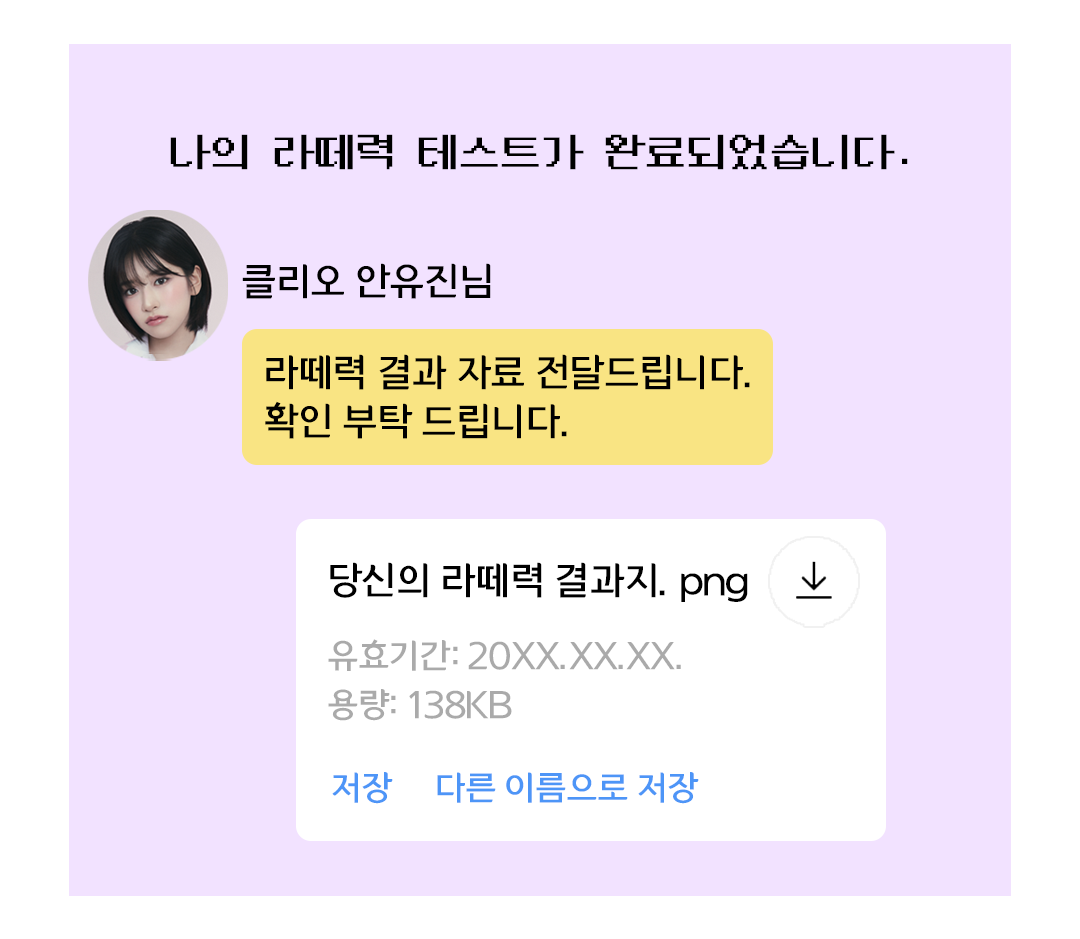 나의 라떼력 테스트가 완료되었습니다.
클리오 안유진님
라떼력 결과 자료 전달드립니다.
확인 부탁 드립니다.
당신의 라떼력 결과지. png
유효기간: 20XX.XX.XX.
용량: 138KB
저장 다른 이름으로 저장